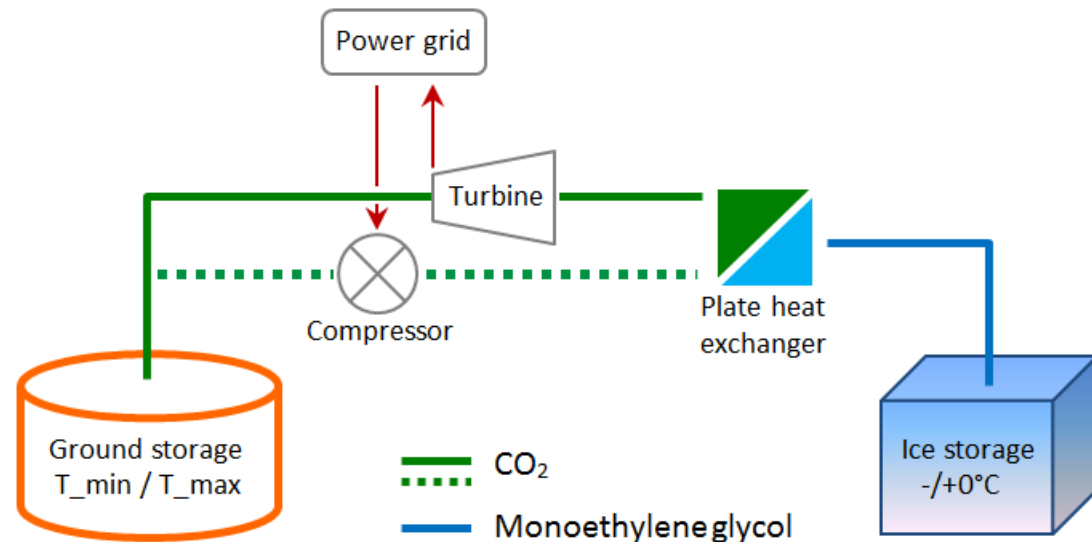 Power grid
Turbine
Compressor
Plate heat
exchanger
Ground storage
T_min / T_max
Ice storage
-/+0°C
CO₂
Monoethylene glycol